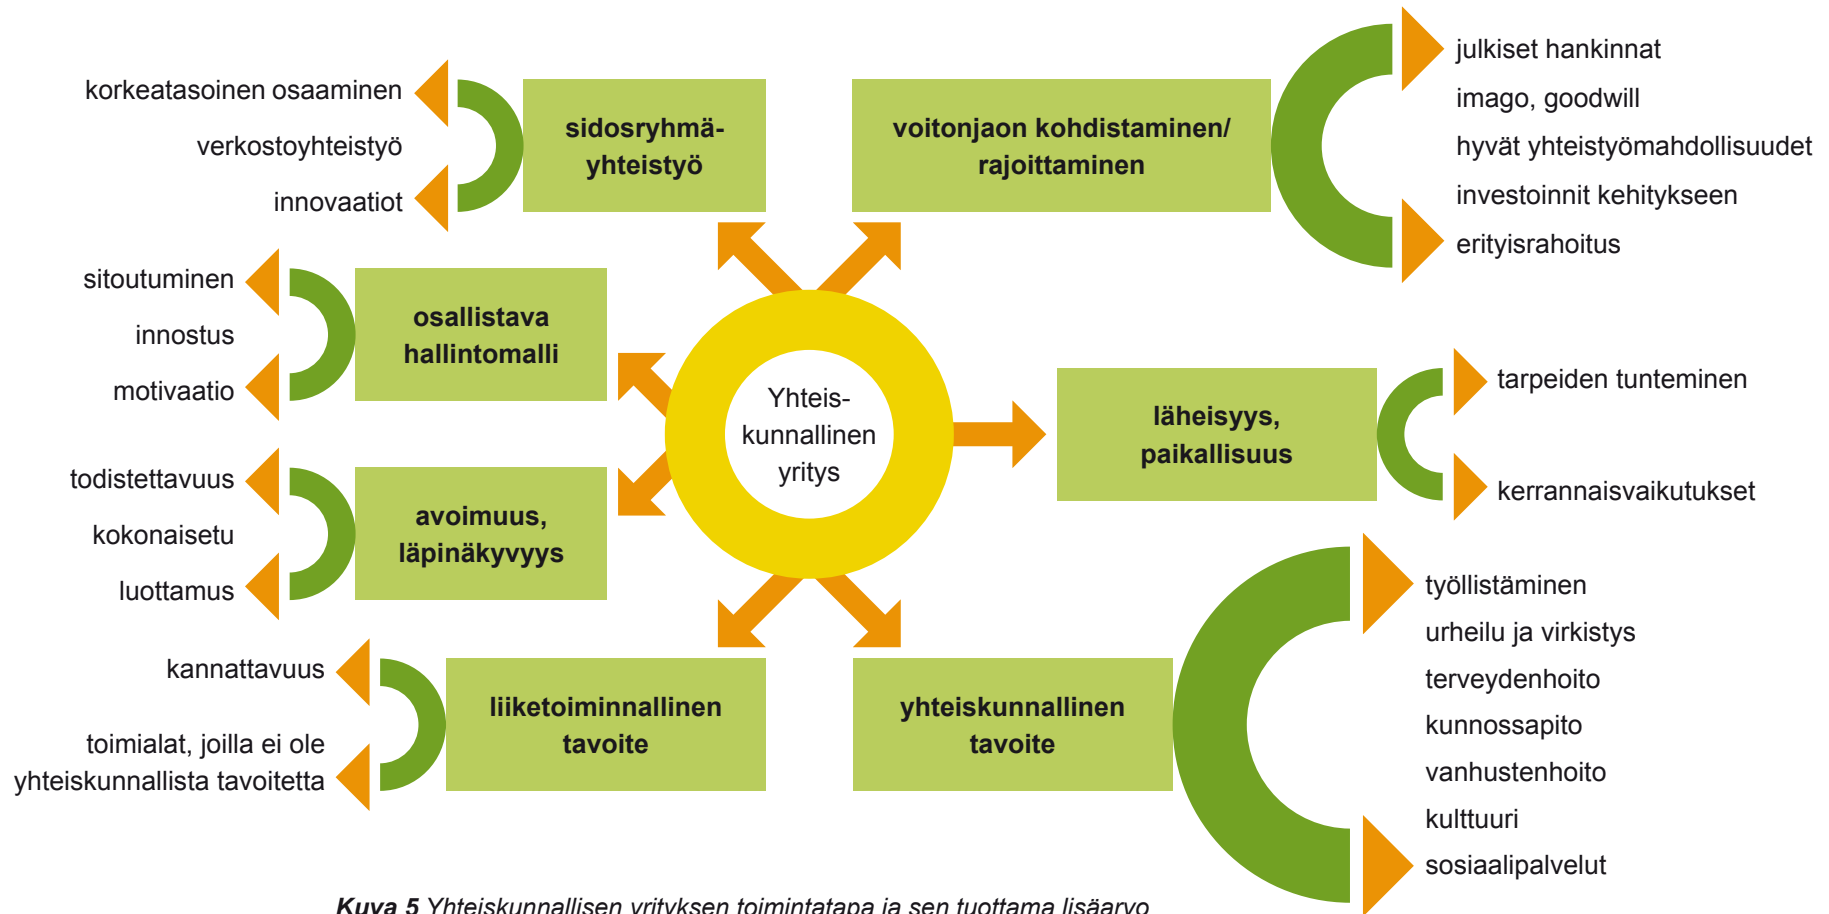 korkeatasoinen osaaminen
verkostoyhteistyö
innovaatiot
sidosryhmä-
yhteistyö
voitonjaon kohdistaminen/
rajoittaminen
julkiset hankinnat
imago, goodwill
hyvät yhteistyömahdollisuudet
investoinnit kehitykseen
erityisrahoitus
sitoutuminen
innostus
motivaatio
osallistava
hallintomalli
Yhteis-
kunnallinen
yritys
läheisyys,
paikallisuus
tarpeiden tunteminen
kerrannaisvaikutukset
todistettavuus
kokonaisetu
luottamus
avoimuus,
läpinäkyvyys
kannattavuus
toimialat, joilla ei ole
yhteiskunnallista tavoitetta
liiketoiminnallinen
tavoite
yhteiskunnallinen
tavoite
työllistäminen
urheilu ja virkistys
terveydenhoito
kunnossapito
vanhustenhoito
kulttuuri
sosiaalipalvelut
Kuva 5 Yhteiskunnallisen yrityksen toimintatapa ja sen tuottama lisäarvo